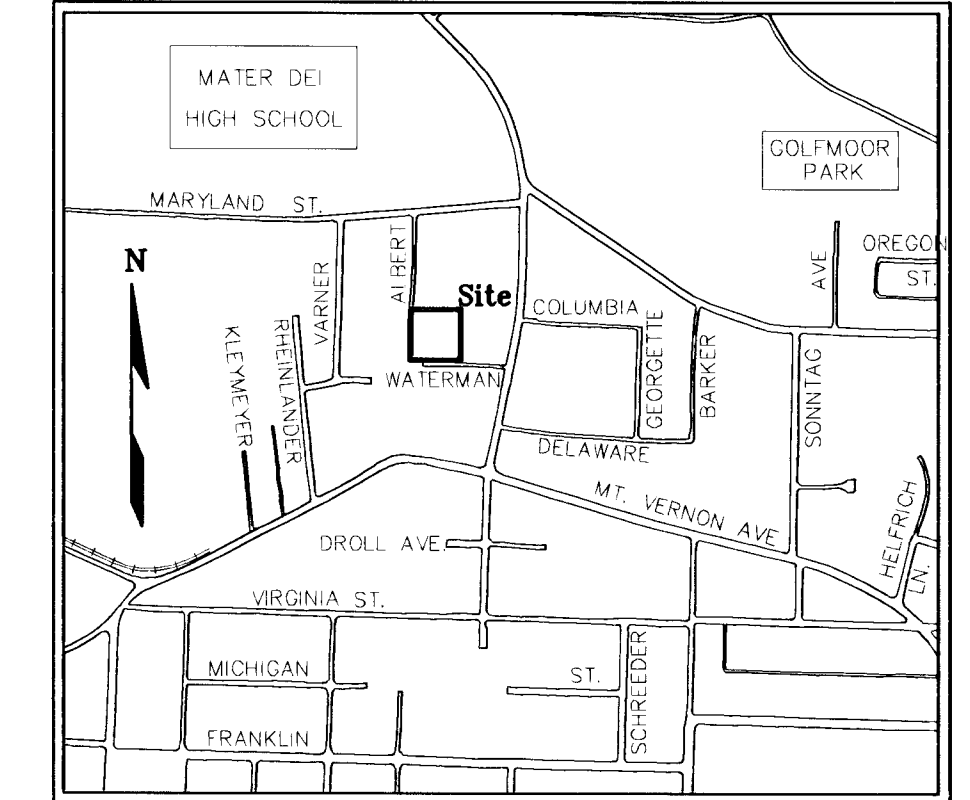 MATER DEI
HIGH SCHOOL
GOLFMOOR
PARK
MARYLAND ST.
OREGON
ST.
AVE
N
ALBERT
VARNER
Site
COLUMBIA
GEORGETTE
BARKER
RHEINLANDER
KLEYMEYER
WATERMAN
SONNTAG
DELAWARE
MT. VERNON AVE
HELFRICH
LN.
DROLL AVE.
VIRGINIA ST.
MICHIGAN ST.
SCHREEDER
FRANKLIN